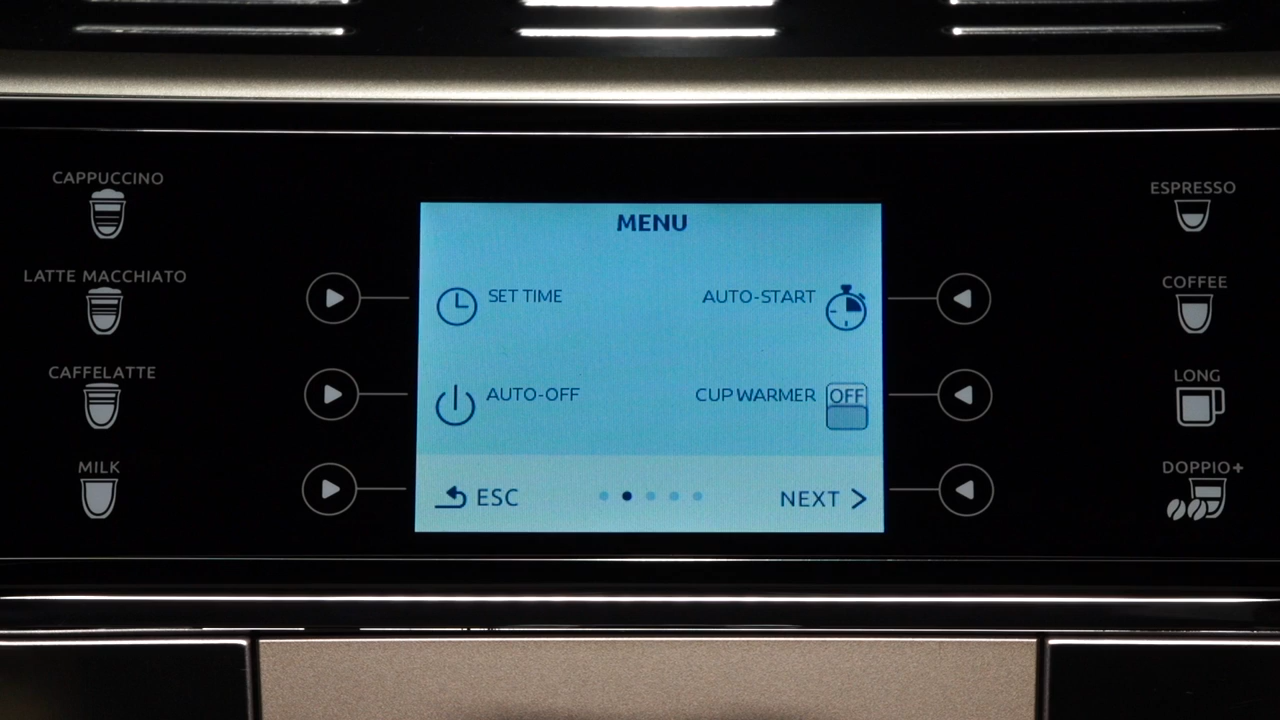 CAPPUCCINO
LATTE MACCHIATO
CAFFELATTE
MILK
MENU
SET TIME
AUTO-START
AUTO-OFF
CUP WARMER
OFF
ESC
NEXT
ESPRESSO
COFFEE
LONG
DOPPIO+